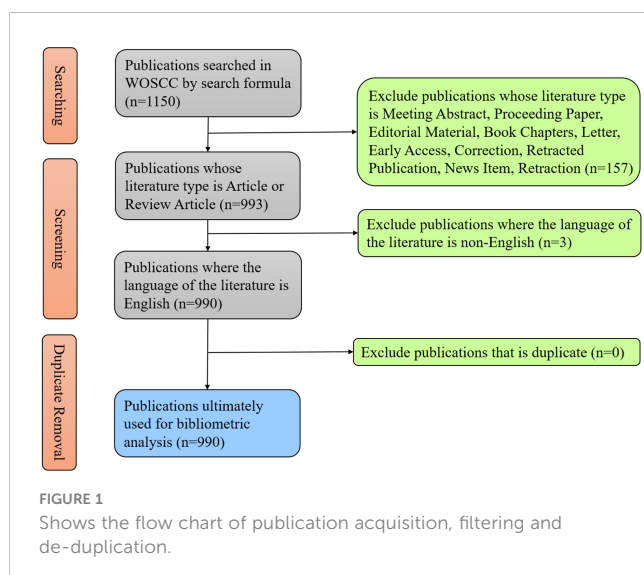 Searching
Publications searched in
WOSCC by search formula
(n=1150)
Exclude publications whose literature type
is Meeting Abstract, Proceeding Paper,
Editorial Material, Book Chapters, Letter,
Early Access, Correction, Retracted
Publication, News Item, Retraction (n=157)
Screening
Publications whose
literature type is Article or
Review Article (n=993)
Exclude publications where the language of
the literature is non-English (n=3)
Publications where the
language of the literature is
English (n=990)
Duplicate Removal
Exclude publications that is duplicate (n=0)
Publications ultimately
used for bibliometric
analysis (n=990)
FIGURE 1
Shows the flow chart of publication acquisition, filtering and
de-duplication.